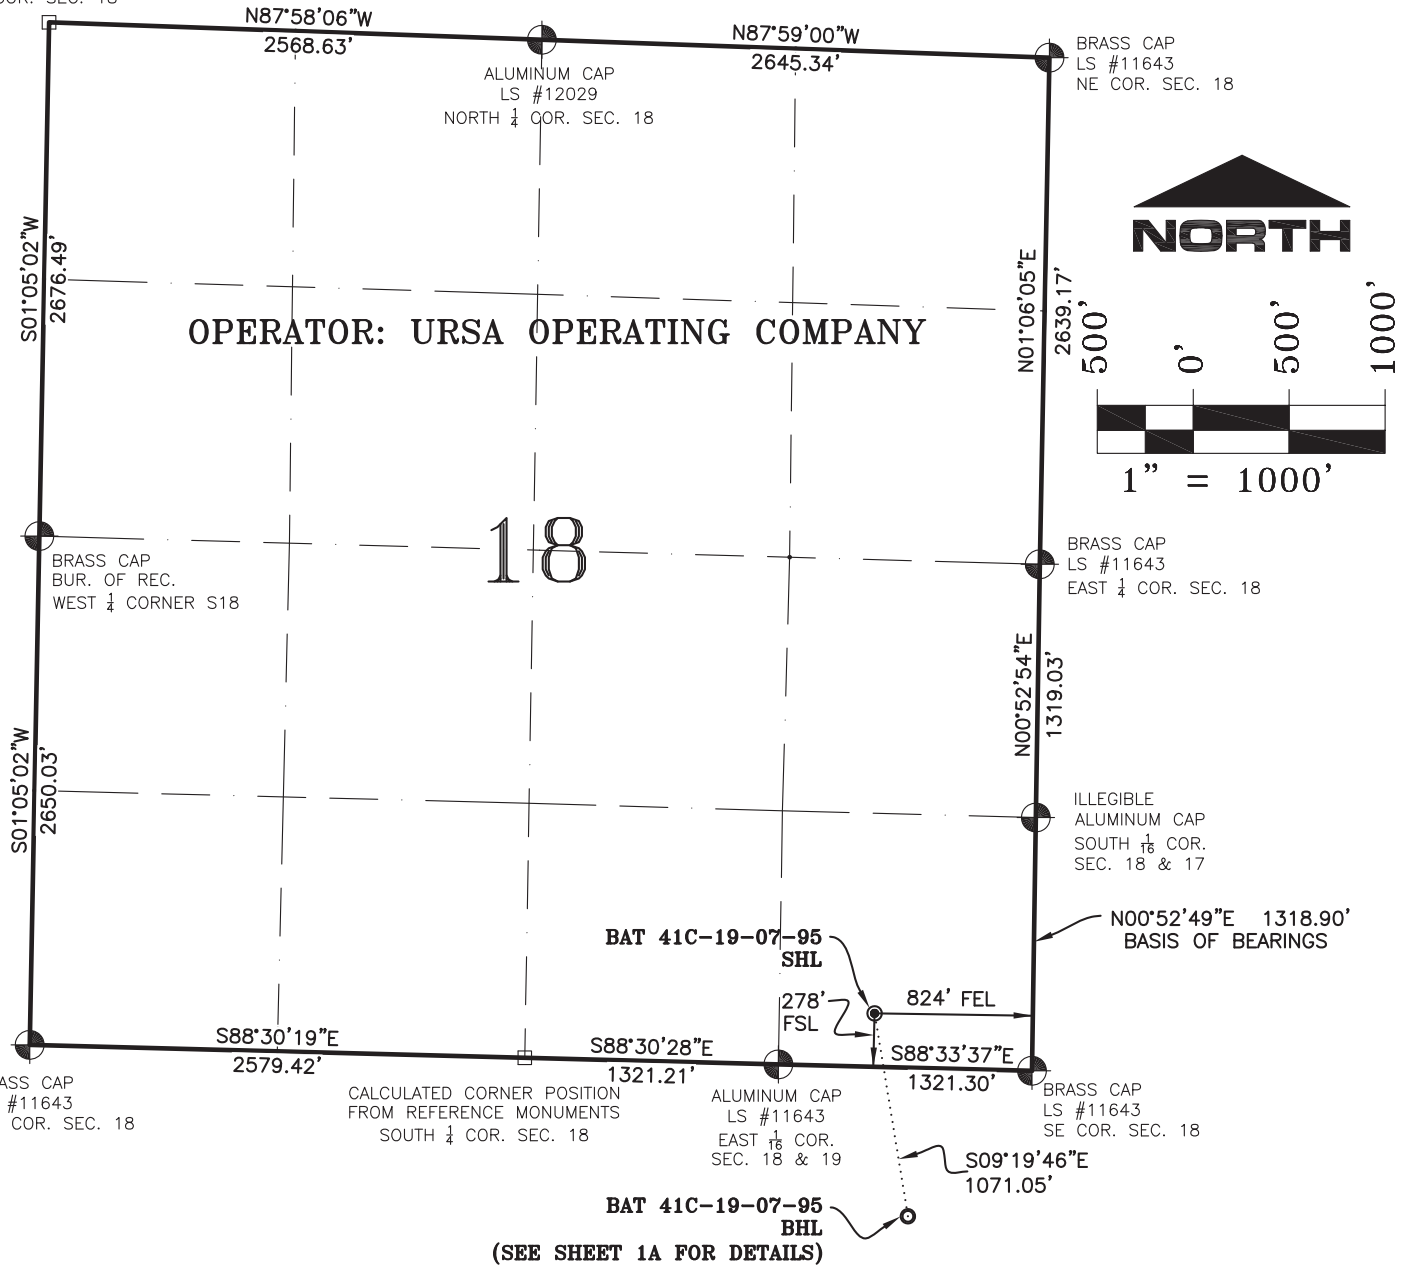 COR. SEC. 18
N87°58'06"W
2568.63'
N87°59'00"W
2645.34'
ALUMINUM CAP
LS #12029
NORTH 1/4 COR. SEC. 18
BRASS CAP
LS #11643
NE COR. SEC. 18
NORTH
S01°05'02"W
2676.49'
N01°06'05"E
2639.17'
500' 0' 500' 1000'
1" = 1000'
OPERATOR: URSA OPERATING COMPANY
18
BRASS CAP
BUR. OF REC.
WEST 1/4 CORNER S18
BRASS CAP
LS #11643
EAST 1/4 COR. SEC. 18
N00°52'54"E
1319.03'
S01°05'02"W
2650.03'
ILLEGIBLE
ALUMINUM CAP
SOUTH 1/16 COR.
SEC. 18 & 17
N00°52'49"E 1318.90'
BASIS OF BEARINGS
BAT 41C-19-07-95
SHL
278'
FSL
824' FEL
S88°30'19"E
2579.42'
S88°30'28"E
1321.21'
S88°33'37"E
1321.30'
#11643
COR. SEC. 18
CALCULATED CORNER POSITION
FROM REFERENCE MONUMENTS
SOUTH 1/4 COR. SEC. 18
ALUMINUM CAP
LS #11643
EAST 1/16 COR.
SEC. 18 & 19
BRASS CAP
LS #11643
SE COR. SEC. 18
S09°19'46"E
1071.05'
BAT 41C-19-07-95
BHL
(SEE SHEET 1A FOR DETAILS)